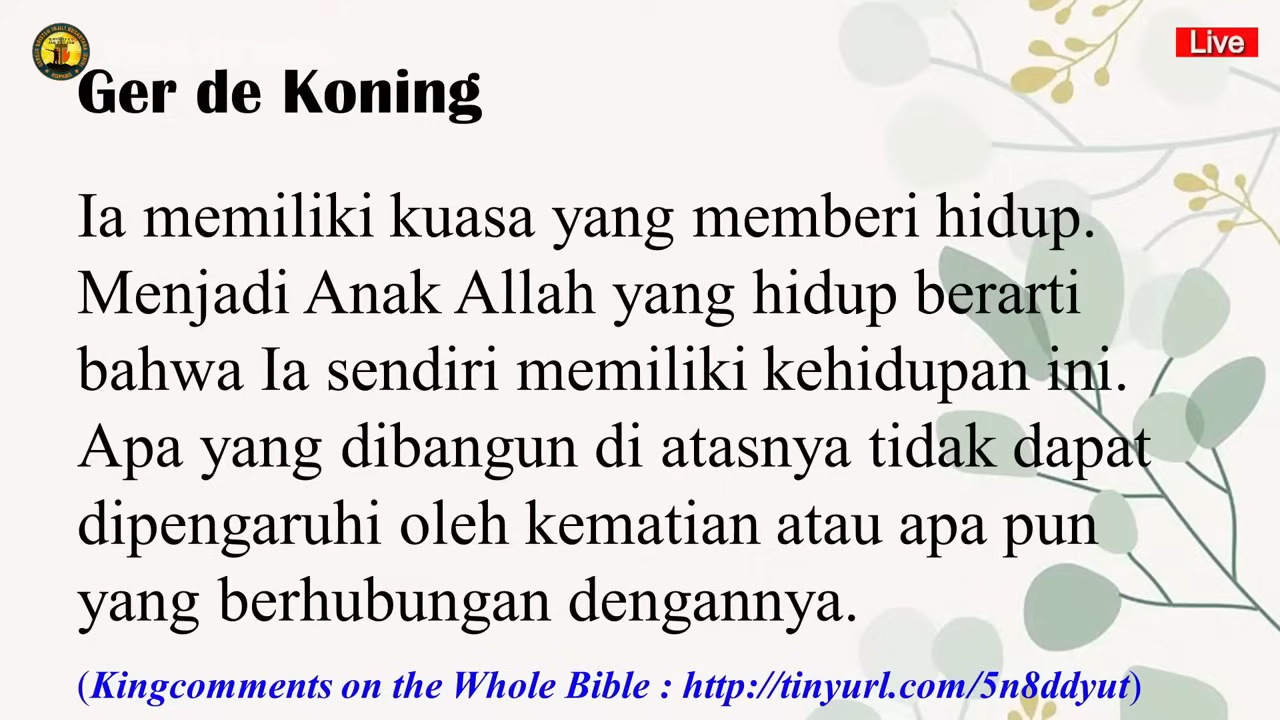 Live
Ger de Koning
Ia memiliki kuasa yang memberi hidup.
Menjadi Anak Allah yang hidup berarti
bahwa Ia sendiri memiliki kehidupan ini.
Apa yang dibangun di atasnya tidak dapat
dipengaruhi oleh kematian atau apa pun
yang berhubungan dengannya.
(Kingcomments on the Whole Bible : http://tinyurl.com/5n8ddyut)